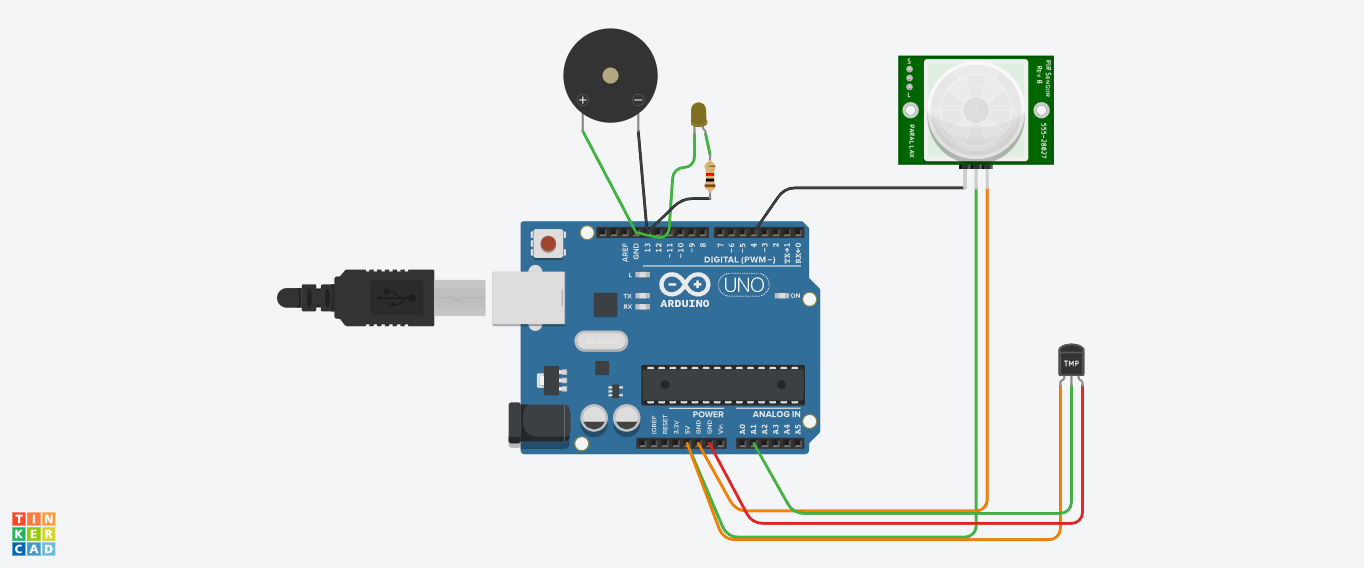 S
L
PARALLAX
PIR Sensor
Rev B
555-28027
+
−
AREF
GND
13
12
~11
~10
~9
8
7
~6
~5
4
~3
2
TX→1
RX←0
DIGITAL (PWM~)
L
TX
RX
ARDUINO
UNO
ON
TMP
POWER
ANALOG IN
IOREF
RESET
3.3V
5V
GND
GND
Vin
A0
A1
A2
A3
A4
A5
TIN
KER
CAD